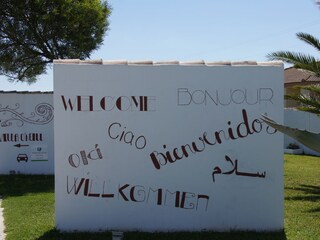 WELCOME
BONJOUR
Ciao
Bienvenidos
olá
سلام
WILLKOMMEN